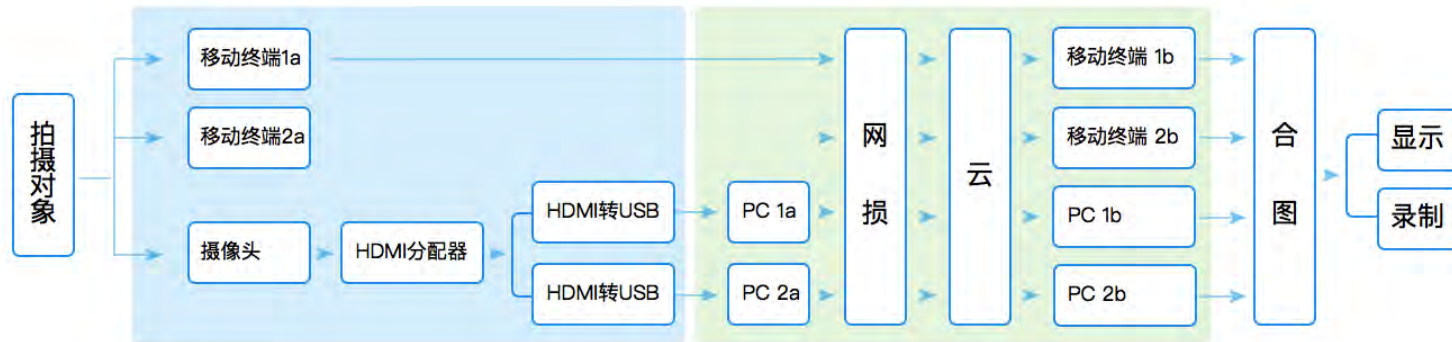 拍摄对象
移动终端1a
移动终端2a
摄像头
HDMI分配器
HDMI转USB
HDMI转USB
PC 1a
PC 2a
网损
云
移动终端 1b
移动终端 2b
PC 1b
PC 2b
合图
显示
录制